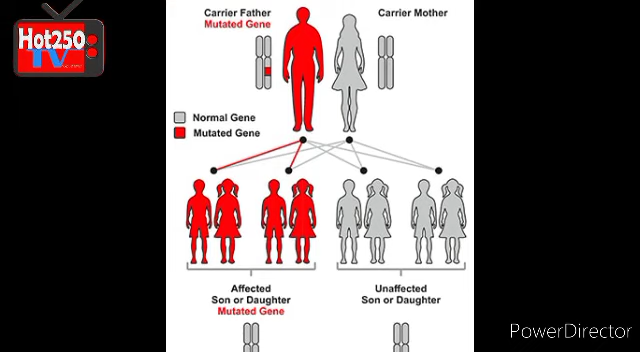 Hot250
TV
Carrier Father
Mutated Gene
Carrier Mother
Normal Gene
Mutated Gene
Affected
Son or Daughter
Mutated Gene
Unaffected
Son or Daughter
PowerDirector